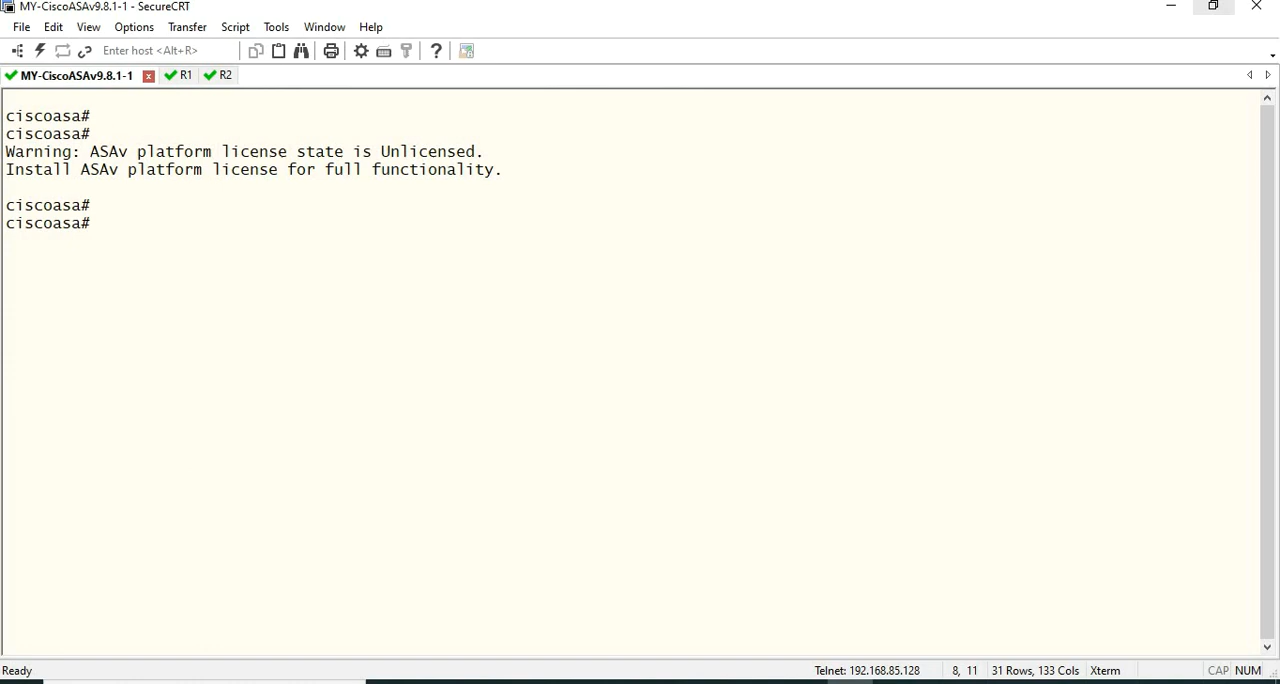 MY-CiscoASAv9.8.1-1 - SecureCRT
File Edit View Options Transfer Script Tools Window Help
Enter host <Alt+R>
MY-CiscoASAv9.8.1-1 R1 R2
ciscoasa#
ciscoasa#
Warning: ASAv platform license state is Unlicensed.
Install ASAv platform license for full functionality.
ciscoasa#
ciscoasa#
Ready Telnet: 192.168.85.128 8, 11 31 Rows, 133 Cols Xterm CAP NUM